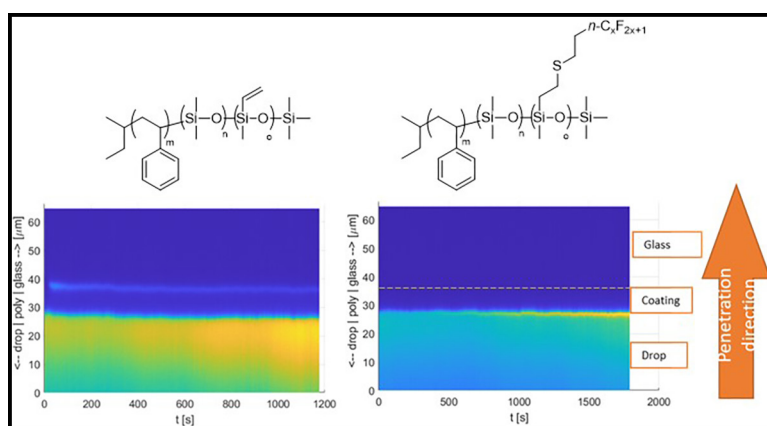 n-CxF2x+1
S
Si
O
Si
O
Si
m
n
o
Si
O
Si
O
Si
m
n
o
<-- drop | poly | glass --> [μm]
60
50
40
30
20
10
0
0
200
400
600
800
1000
1200
t [s]
<-- drop | poly | glass --> [μm]
60
50
40
30
20
10
0
0
500
1000
1500
2000
t [s]
Glass
Coating
Drop
Penetration
direction